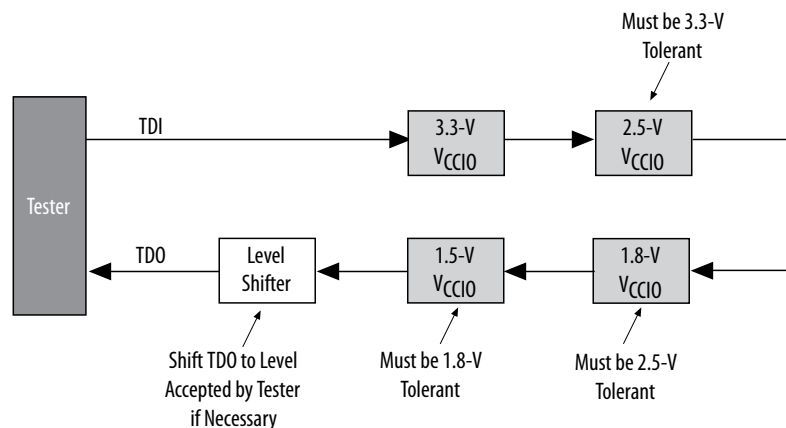 Must be 3.3-V
Tolerant
TDI
3.3-V
VCCIO
2.5-V
VCCIO
Tester
TDO
Level
Shifter
1.5-V
VCCIO
1.8-V
VCCIO
Shift TDO to Level
Accepted by Tester
if Necessary
Must be 1.8-V
Tolerant
Must be 2.5-V
Tolerant